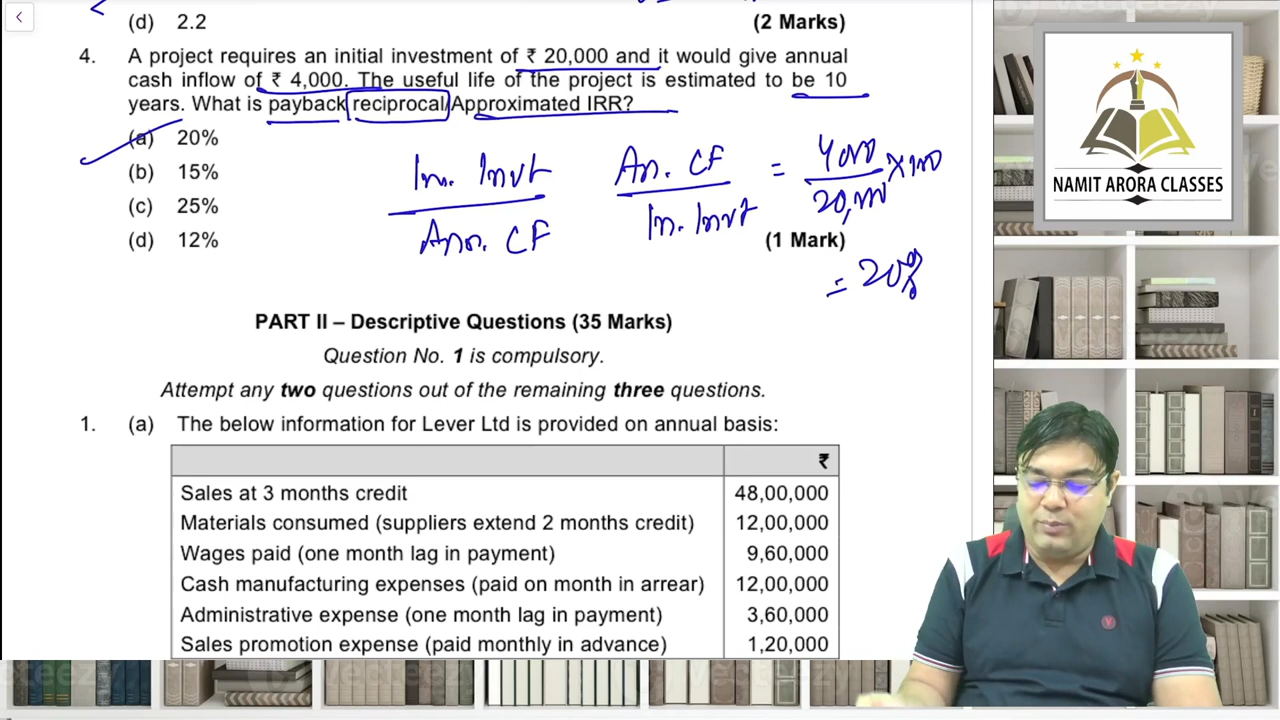 (d) 2.2 (2 Marks)
4. A project requires an initial investment of ₹ 20,000 and it would give annual
cash inflow of ₹ 4,000. The useful life of the project is estimated to be 10
years. What is payback reciprocal/Approximated IRR?
(a) 20%
(b) 15%
(c) 25%
(d) 12%
(1 Mark)
In. Invt
Ann. CF
An. CF
In. Invt
= 4000
20,000
×100
= 20%
PART II – Descriptive Questions (35 Marks)
Question No. 1 is compulsory.
Attempt any two questions out of the remaining three questions.
1. (a) The below information for Lever Ltd is provided on annual basis:
₹
Sales at 3 months credit 48,00,000
Materials consumed (suppliers extend 2 months credit) 12,00,000
Wages paid (one month lag in payment) 9,60,000
Cash manufacturing expenses (paid on month in arrear) 12,00,000
Administrative expense (one month lag in payment) 3,60,000
Sales promotion expense (paid monthly in advance) 1,20,000
NAMIT ARORA CLASSES